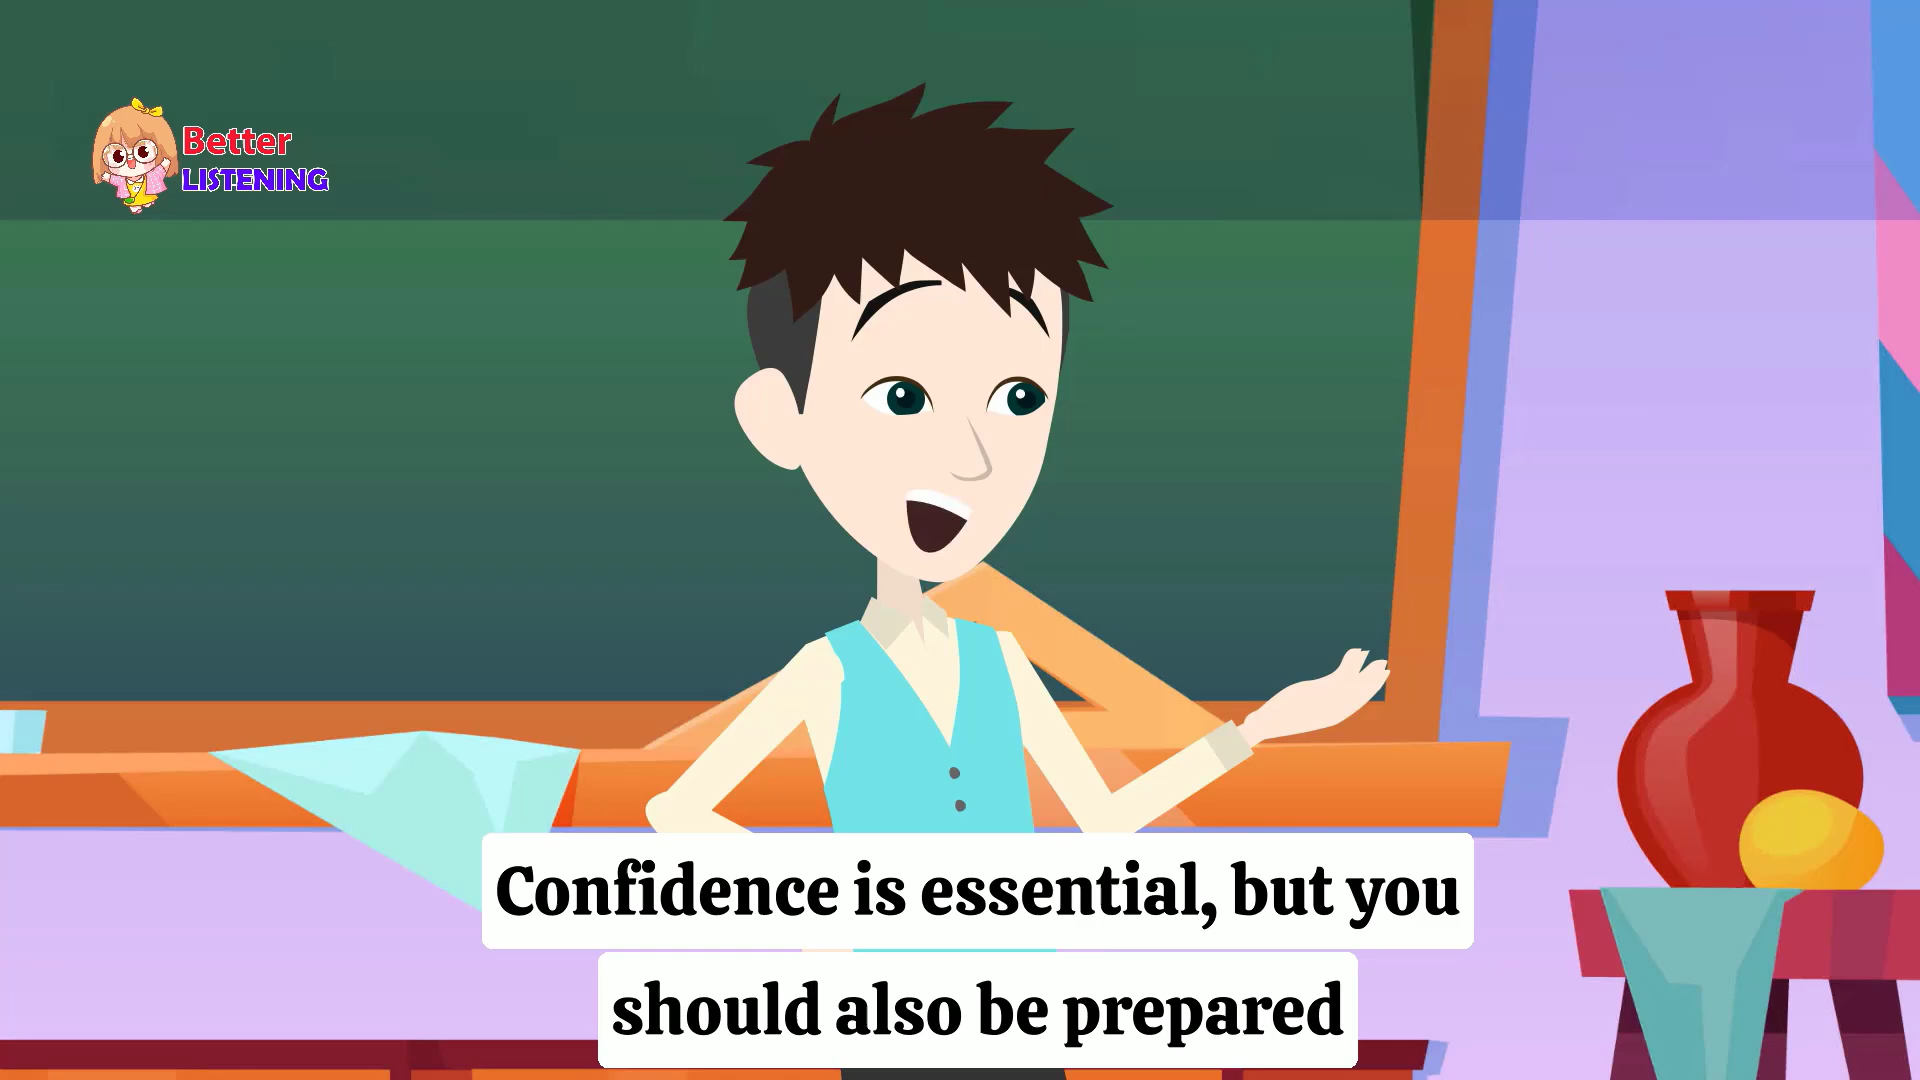 Better
LISTENING
Confidence is essential, but you
should also be prepared